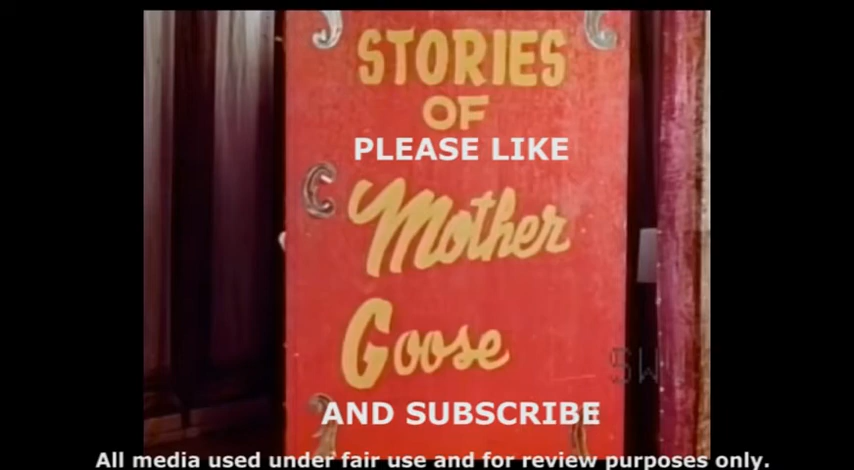 STORIES
OF
PLEASE LIKE
Mother
Goose
SW
AND SUBSCRIBE
All media used under fair use and for review purposes only.